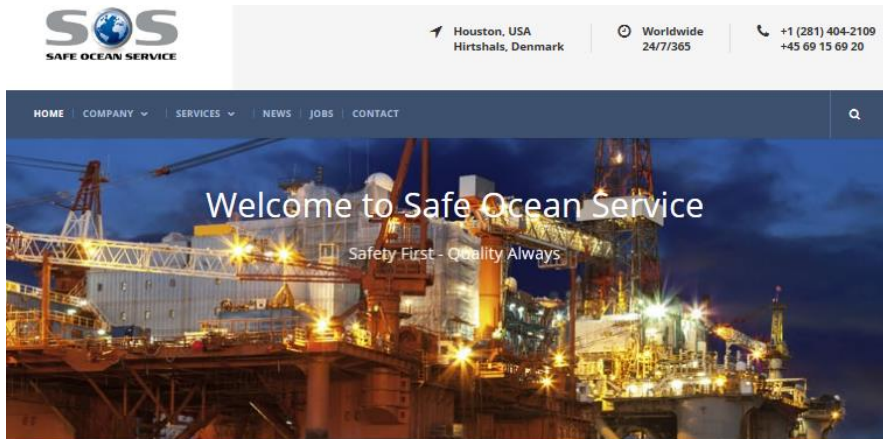 SOS
SAFE OCEAN SERVICE
Houston, USA
Hirtshals, Denmark
Worldwide
24/7/365
+1 (281) 404-2109
+45 69 15 69 20
HOME COMPANY SERVICES NEWS JOBS CONTACT
Welcome to Safe Ocean Service
Safety First - Quality Always